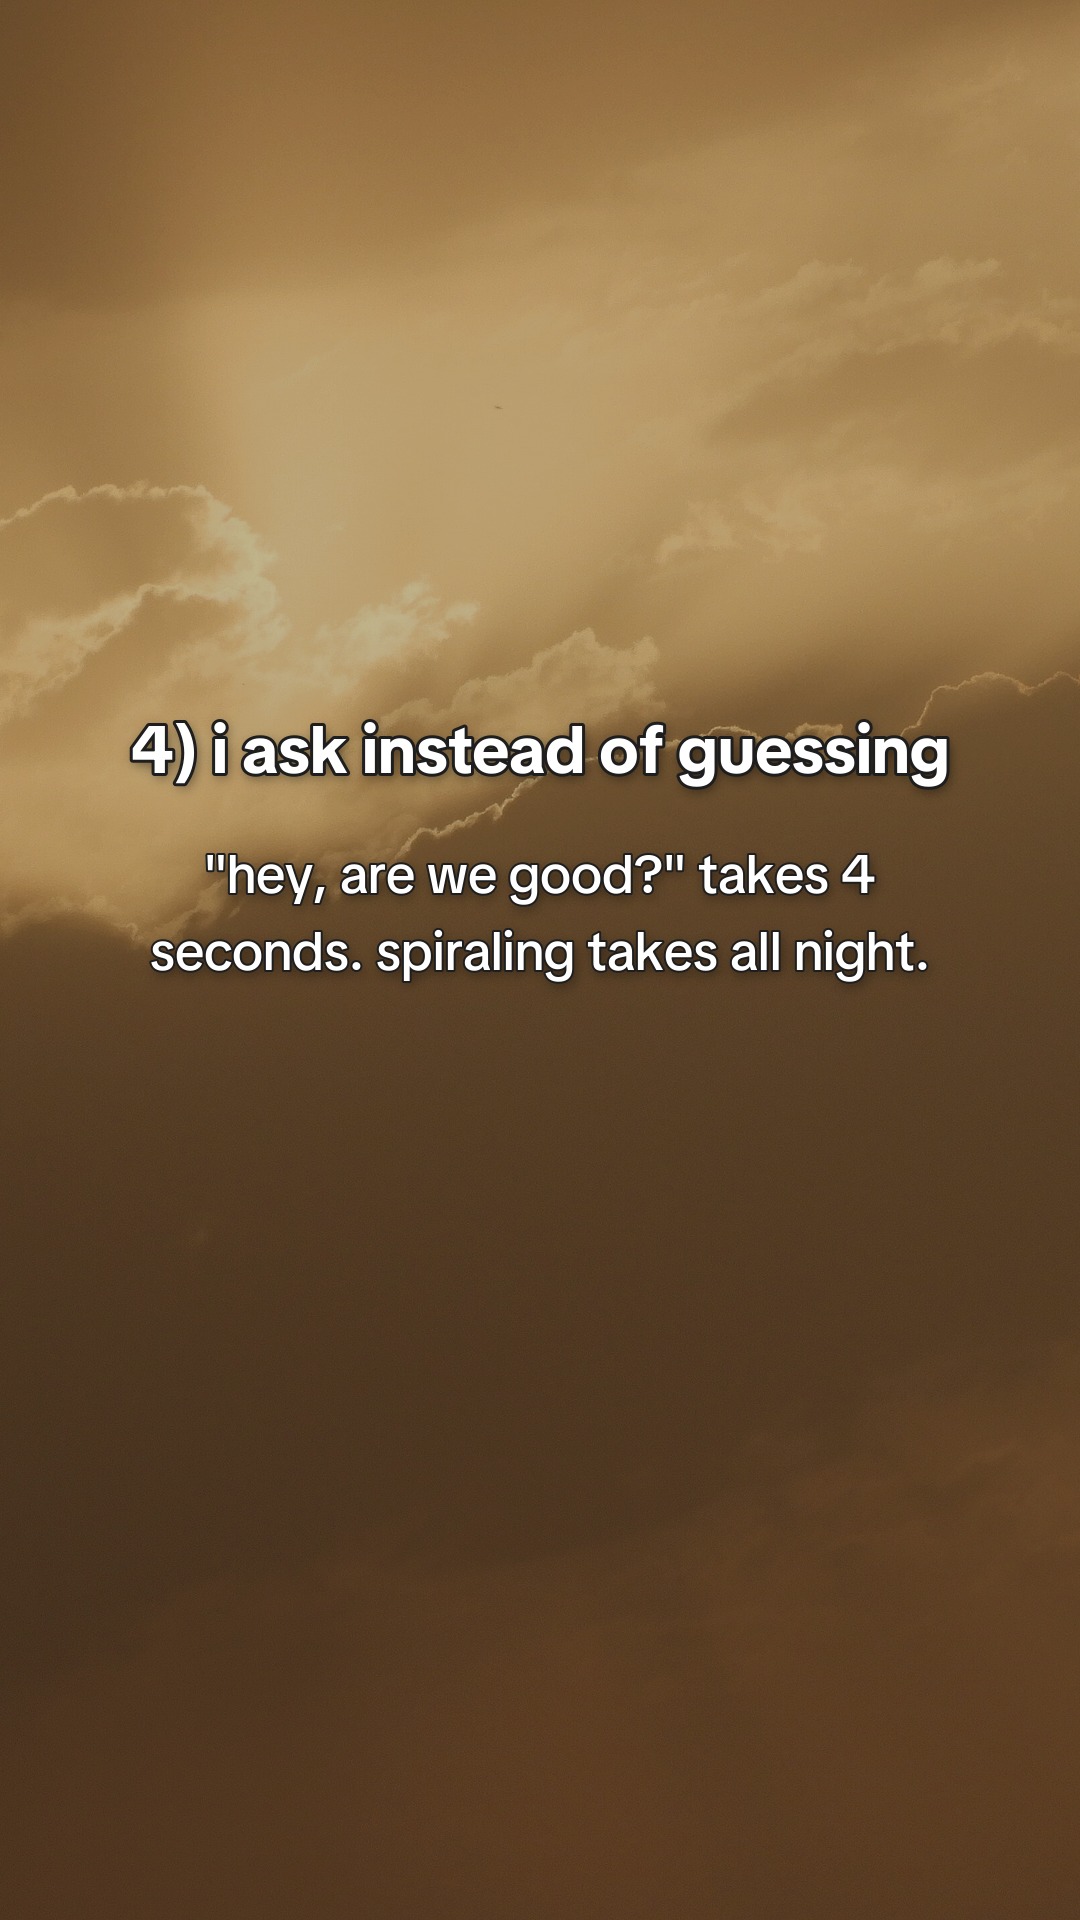 4) i ask instead of guessing
"hey, are we good?" takes 4
seconds. spiraling takes all night.